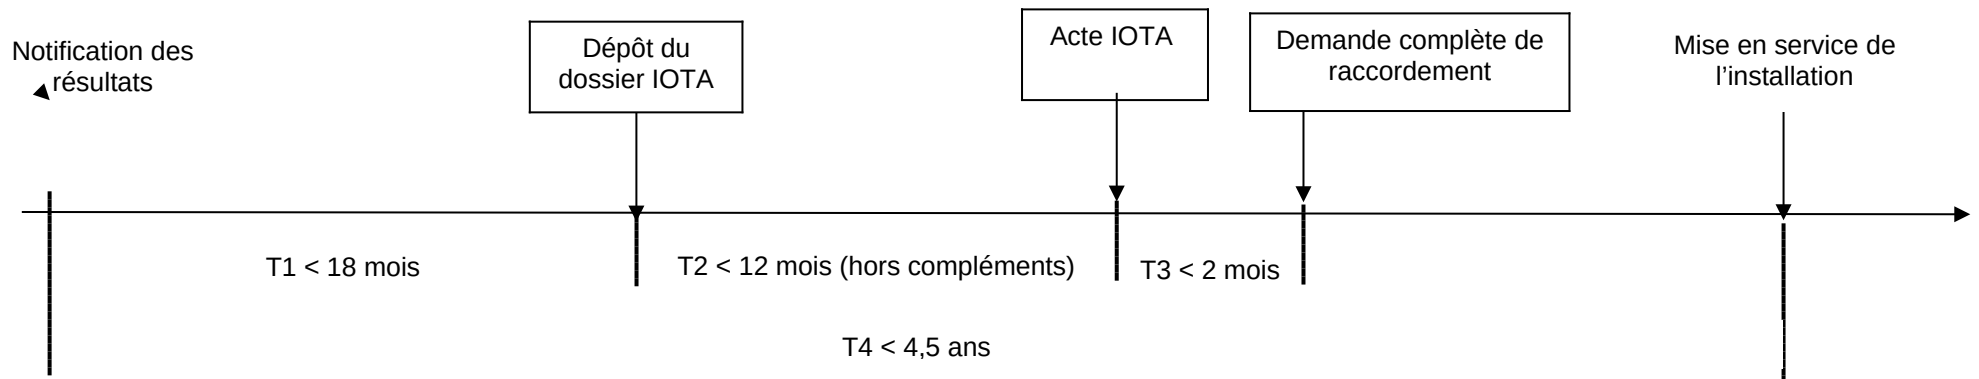 Notification des
résultats
Dépôt du
dossier IOTA
Acte IOTA
Demande complète de
raccordement
Mise en service de
l’installation
T1 < 18 mois
T2 < 12 mois (hors compléments)
T3 < 2 mois
T4 < 4,5 ans